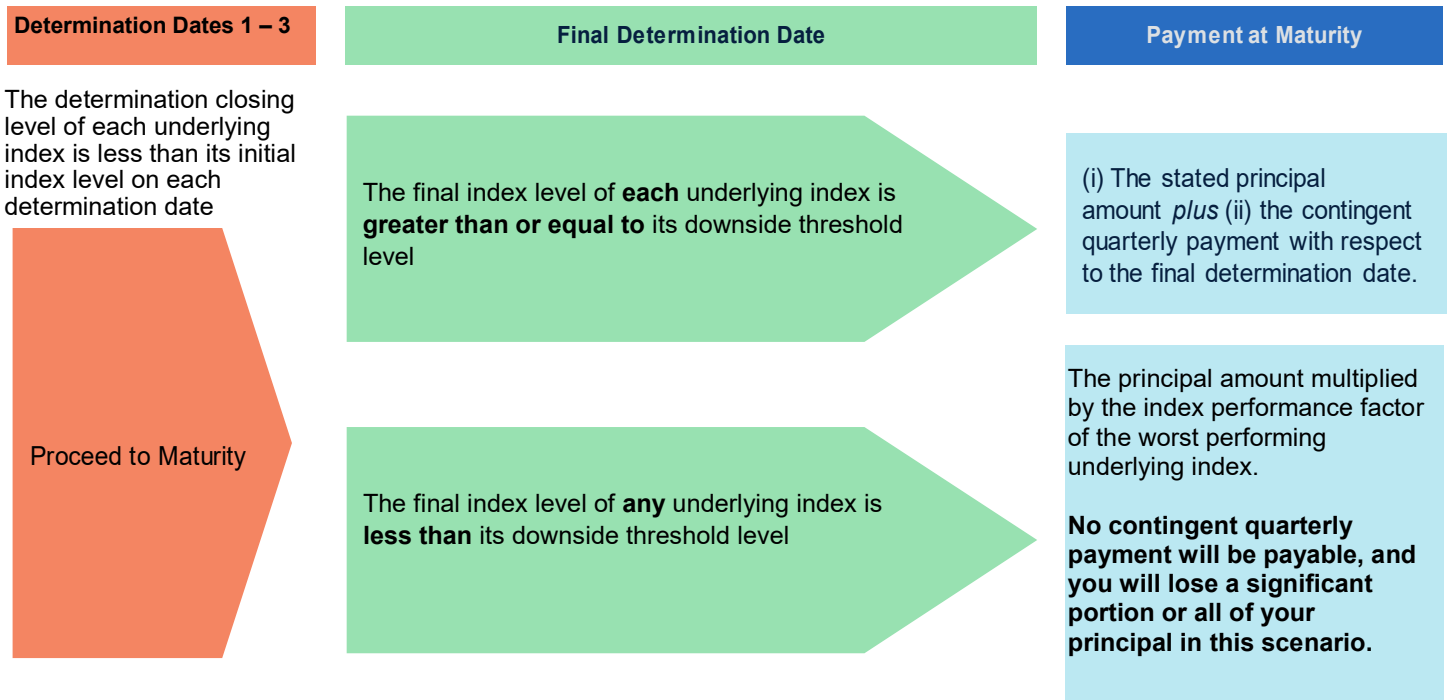 Determination Dates 1 – 3
Final Determination Date
Payment at Maturity
The determination closing
level of each underlying
index is less than its initial
index level on each
determination date
Proceed to Maturity
The final index level of each underlying index is
greater than or equal to its downside threshold
level
(i) The stated principal
amount plus (ii) the contingent
quarterly payment with respect
to the final determination date.
The final index level of any underlying index is
less than its downside threshold level
The principal amount multiplied
by the index performance factor
of the worst performing
underlying index.
No contingent quarterly
payment will be payable, and
you will lose a significant
portion or all of your
principal in this scenario.